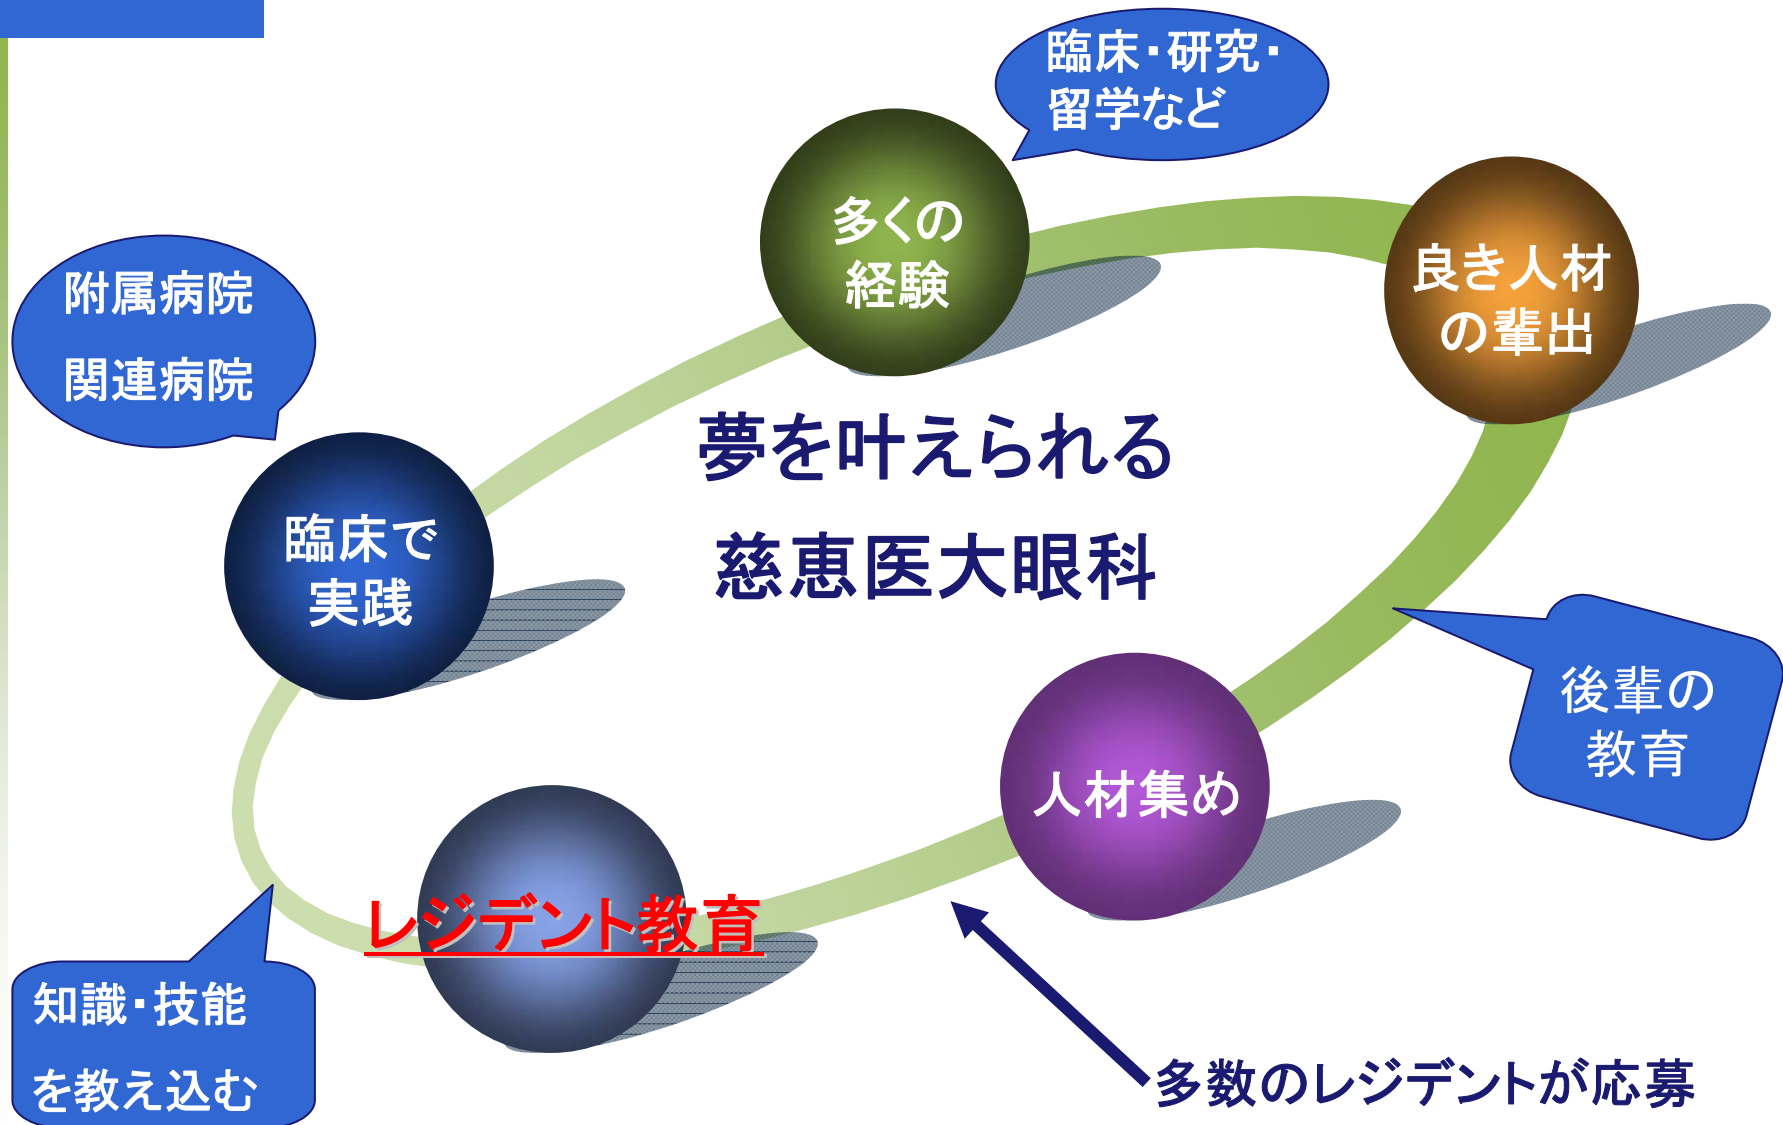 臨床・研究・
留学など
多くの
経験
良き人材
の輩出
附属病院
関連病院
夢を叶えられる
慈恵医大眼科
臨床で
実践
後輩の
教育
人材集め
レジデント教育
知識・技能
を教え込む
多数のレジデントが応募